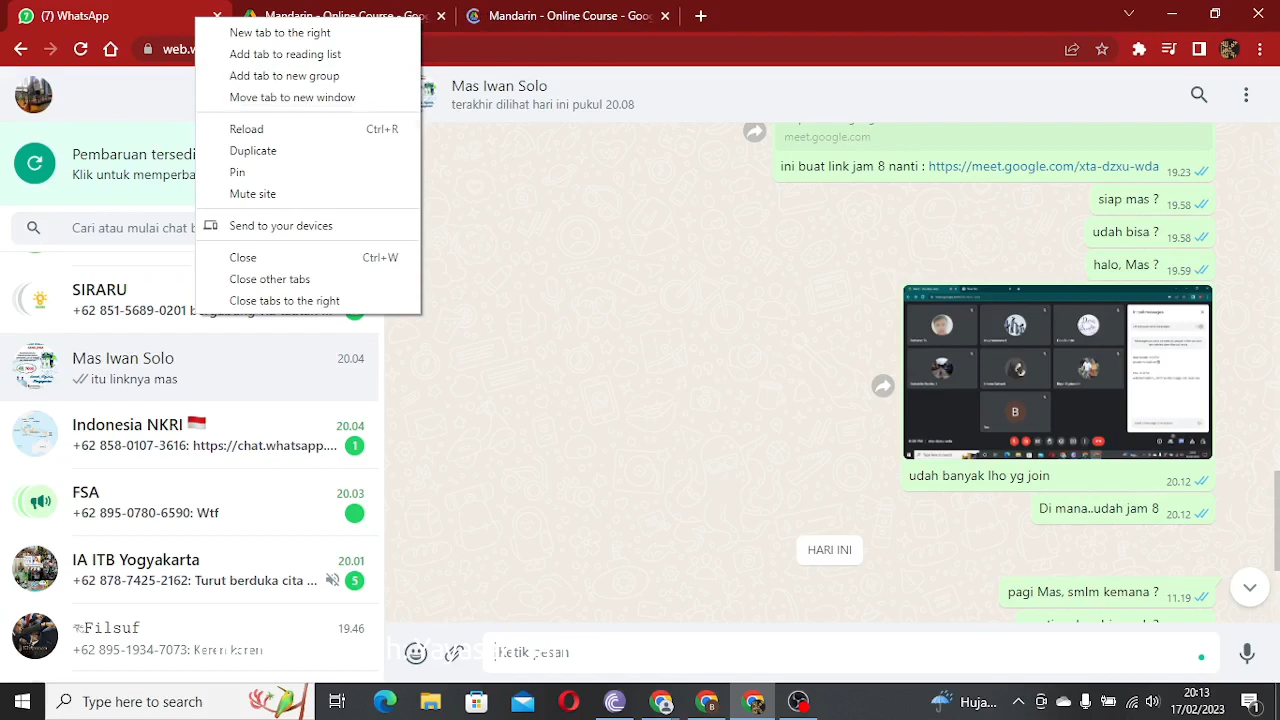 (7) WhatsApp
Mandarin - Online Course - Goo
web.w
New tab to the right
Add tab to reading list
Add tab to new group
Move tab to new window
Reload Ctrl+R
Duplicate
Pin
Mute site
Send to your devices
Close Ctrl+W
Close other tabs
Close tabs to the right
Mas Iwan Solo
terakhir dilihat hari ini pukul 20.08
Pembaruan tersedi
Klik untuk memperba
Cari atau mulai chat b
SIRARU
+62 851-5689-0201
Mas Iwan Solo 20.04
itu linknya mas
Indonesia NKRI 20.04
+62 858-0107-3616: https://chat.whatsapp.... 1
FSA 20.03
+62 895-0780-6590: Wtf
IA ITB Yogyakarta 20.01
+62 878-7425-2162: Turut berduka cita ... 5
Filsuf 19.46
+62 895-1934-7073: Keren keren
meet.google.com
ini buat link jam 8 nanti : https://meet.google.com/xta-dzxu-wda 19.23
siap mas ? 19.58
udah bisa ? 19.58
halo, Mas ? 19.59
B
udah banyak lho yg join 20.12
Di mana..udah jam 8 20.12
HARI INI
pagi Mas, smlm kemana ? 11.19
Ketik pesan
Type here to search
Huja...
20:13
17/02/2023
1